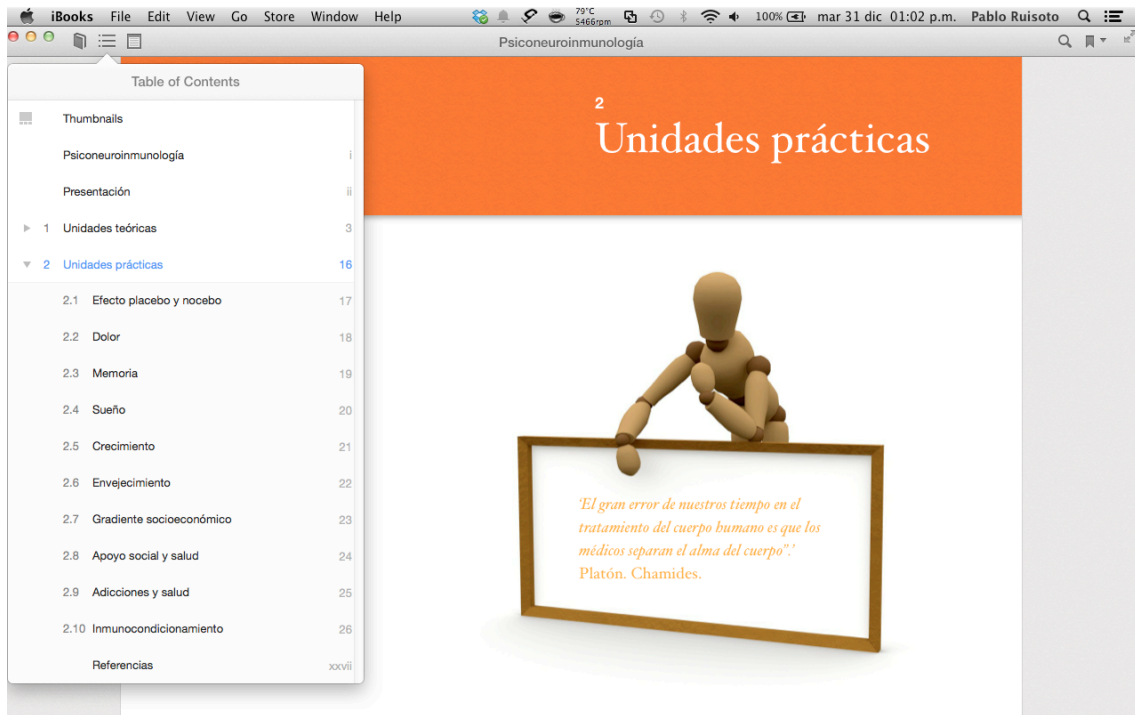 iBooks File Edit View Go Store Window Help 79°C 5466rpm 100% mar 31 dic 01:02 p.m. Pablo Ruisoto
Psiconeuroinmunología
Table of Contents
Thumbnails
Psiconeuroinmunología i
Presentación ii
1 Unidades teóricas 3
2 Unidades prácticas 16
2.1 Efecto placebo y nocebo 17
2.2 Dolor 18
2.3 Memoria 19
2.4 Sueño 20
2.5 Crecimiento 21
2.6 Envejecimiento 22
2.7 Gradiente socioeconómico 23
2.8 Apoyo social y salud 24
2.9 Adicciones y salud 25
2.10 Inmunocondicionamiento 26
Referencias xxvii
2
Unidades prácticas
‘El gran error de nuestros tiempo en el
tratamiento del cuerpo humano es que los
médicos separan el alma del cuerpo”.’
Platón. Chamides.